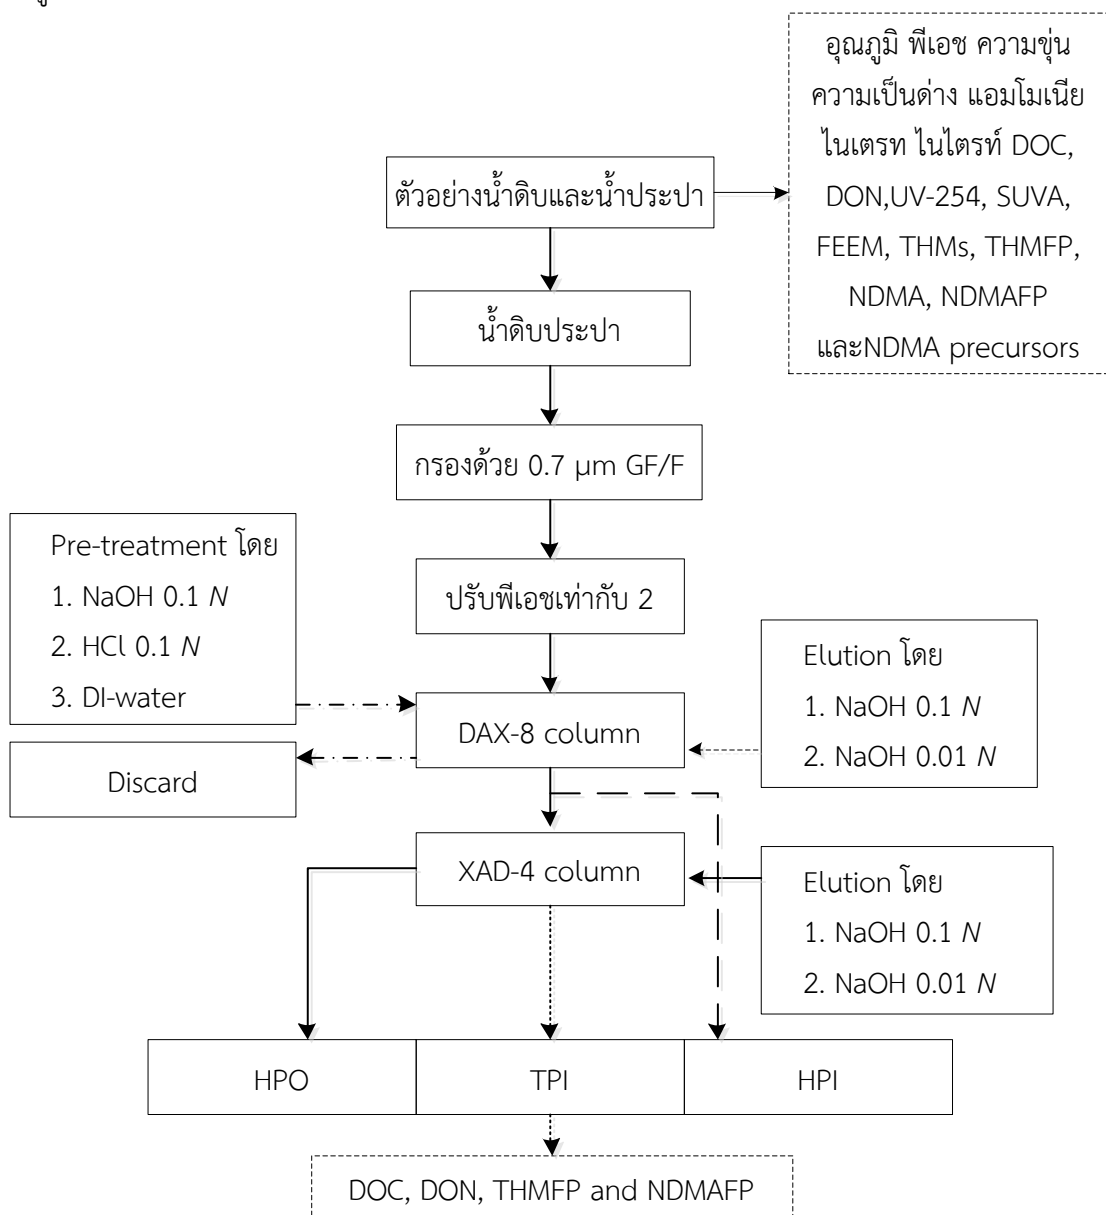 อุณภูมิ พีเอช ความขุ่น
ความเป็นด่าง แอมโมเนีย
ไนเตรท ไนไตรท์ DOC,
DON,UV-254, SUVA,
FEEM, THMs, THMFP,
NDMA, NDMAFP
และNDMA precursors
ตัวอย่างน้ำดิบและน้ำประปา
น้ำดิบประปา
กรองด้วย 0.7 µm GF/F
ปรับพีเอชเท่ากับ 2
Pre-treatment โดย
1. NaOH 0.1 N
2. HCl 0.1 N
3. DI-water
Discard
DAX-8 column
Elution โดย
1. NaOH 0.1 N
2. NaOH 0.01 N
XAD-4 column
Elution โดย
1. NaOH 0.1 N
2. NaOH 0.01 N
HPO
TPI
HPI
DOC, DON, THMFP and NDMAFP